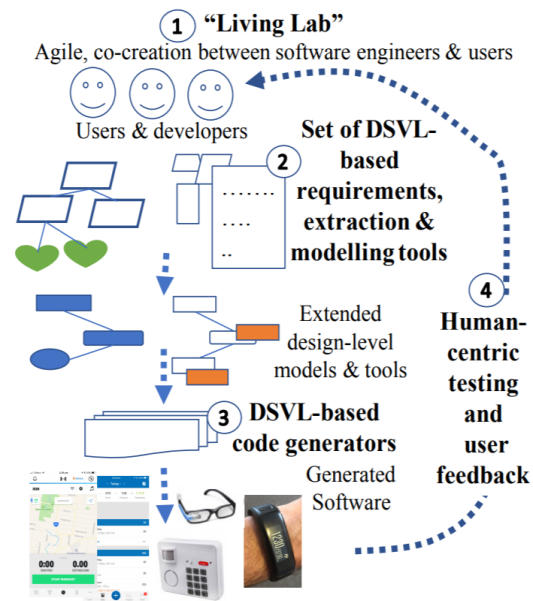 1 “Living Lab”
Agile, co-creation between software engineers & users
Users & developers
2
Set of DSVL-
based
requirements,
extraction &
modelling tools
Extended
design-level
models & tools
3
DSVL-based
code generators
Generated
Software
4
Human-
centric
testing
and
user
feedback
0:00
0.00